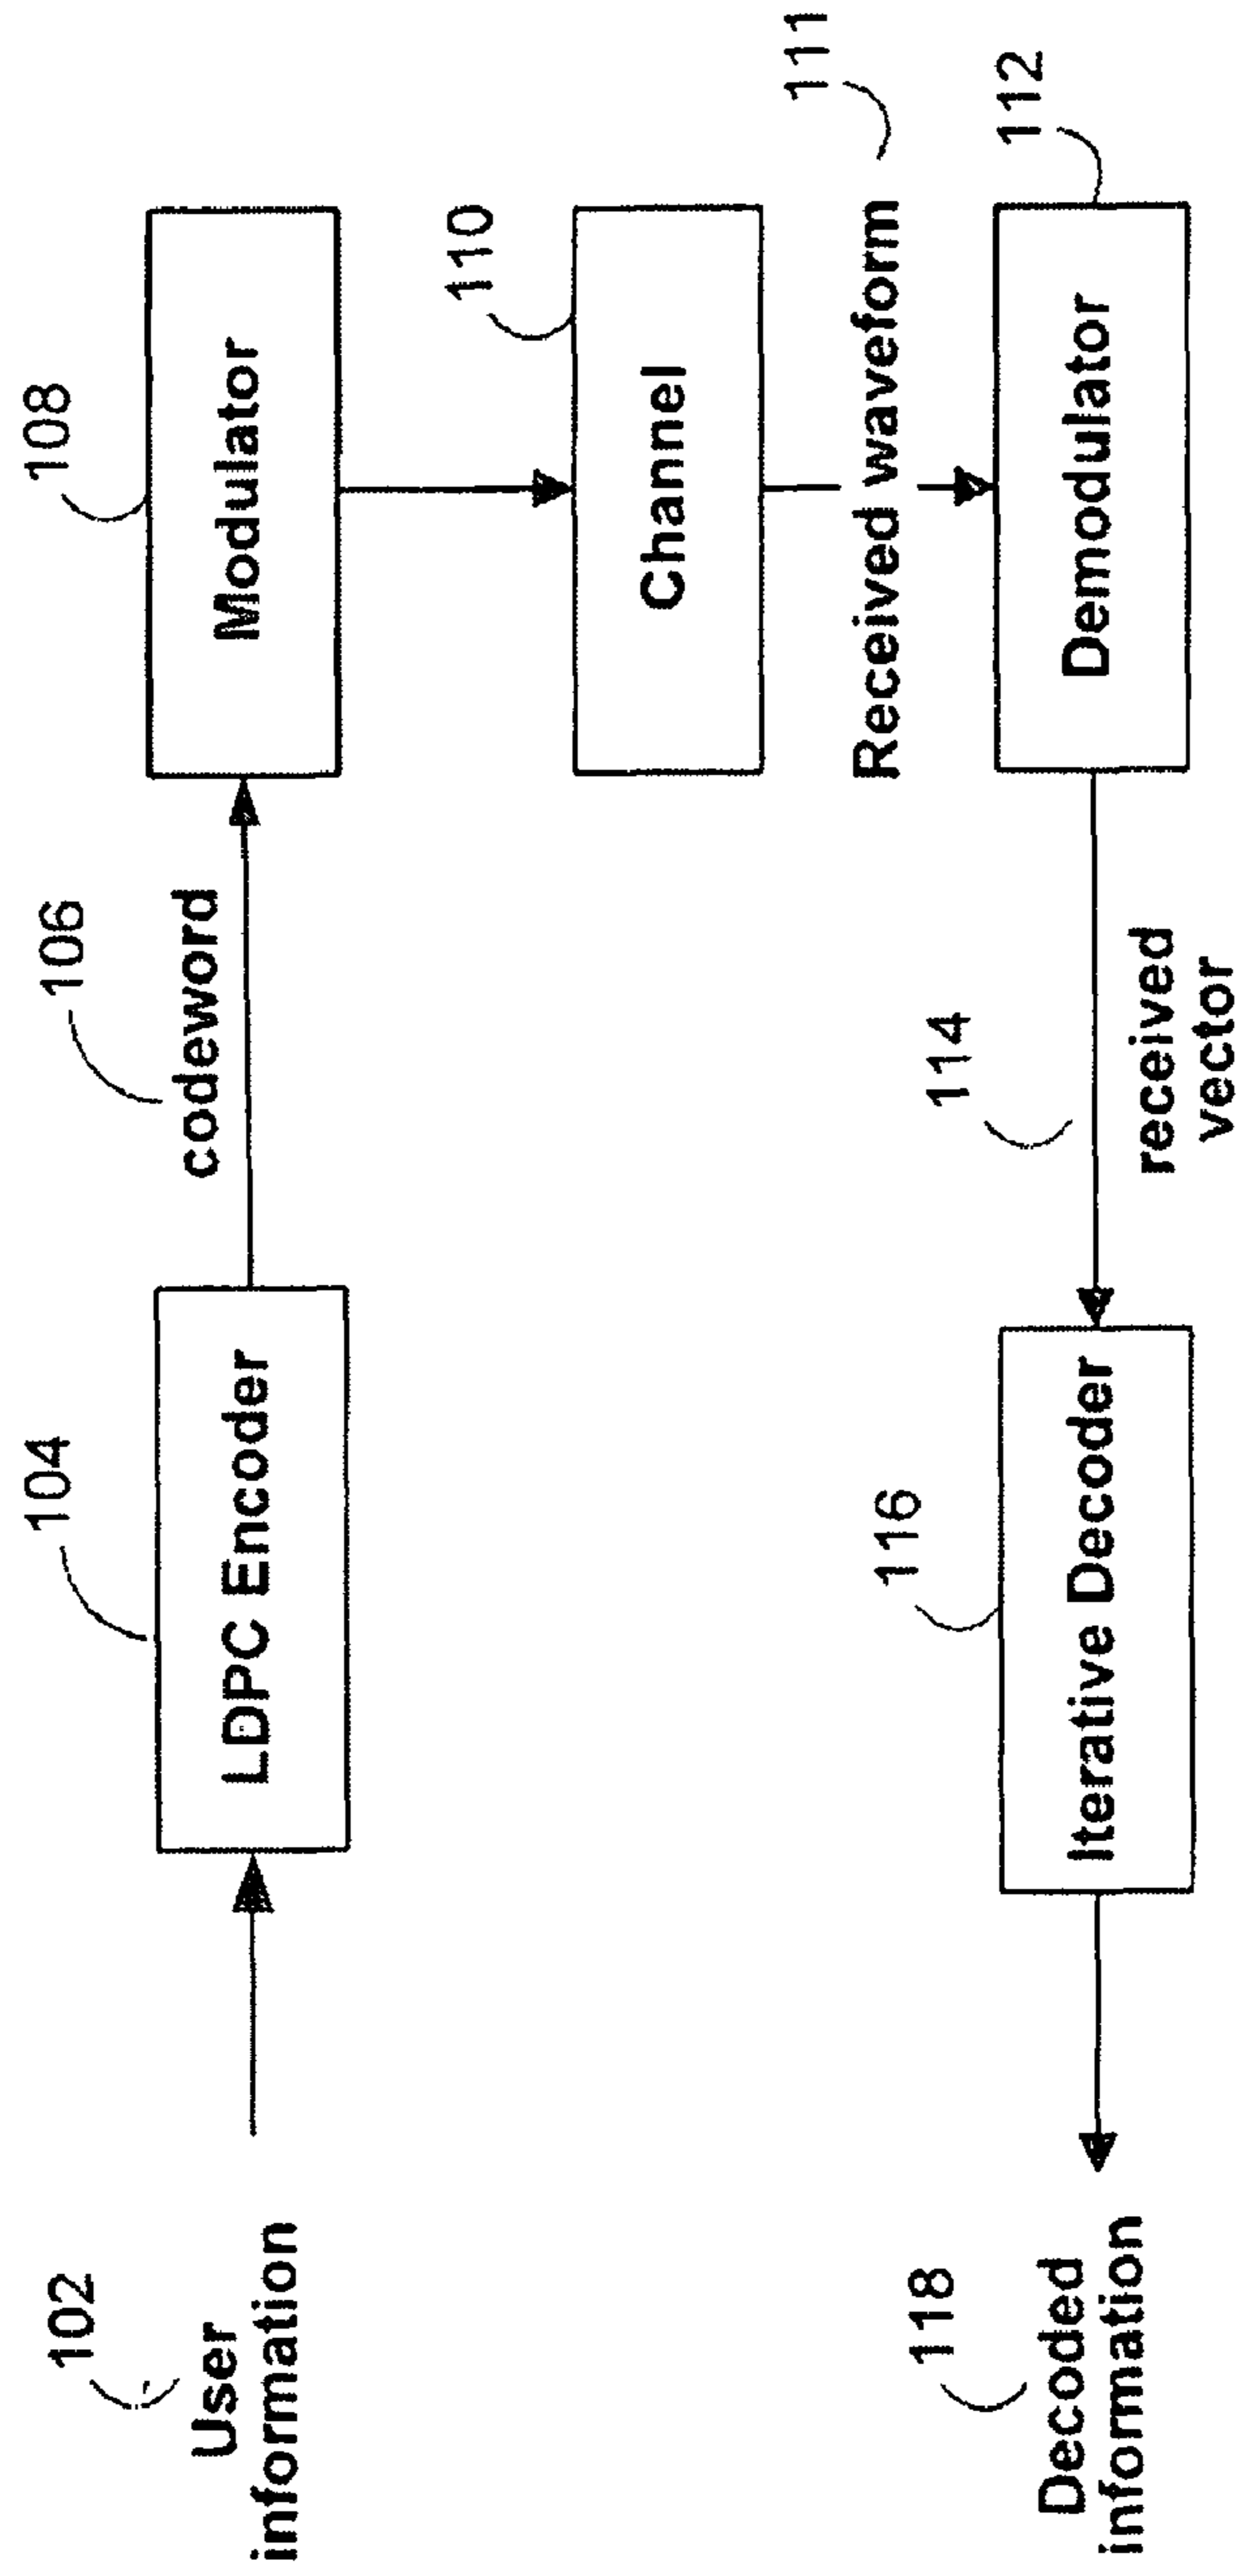 102
User
information
104
LDPC Encoder
106
codeword
108
Modulator
110
Channel
Received waveform
111
Demodulator
112
114
received
vector
116
Iterative Decoder
118
Decoded
information